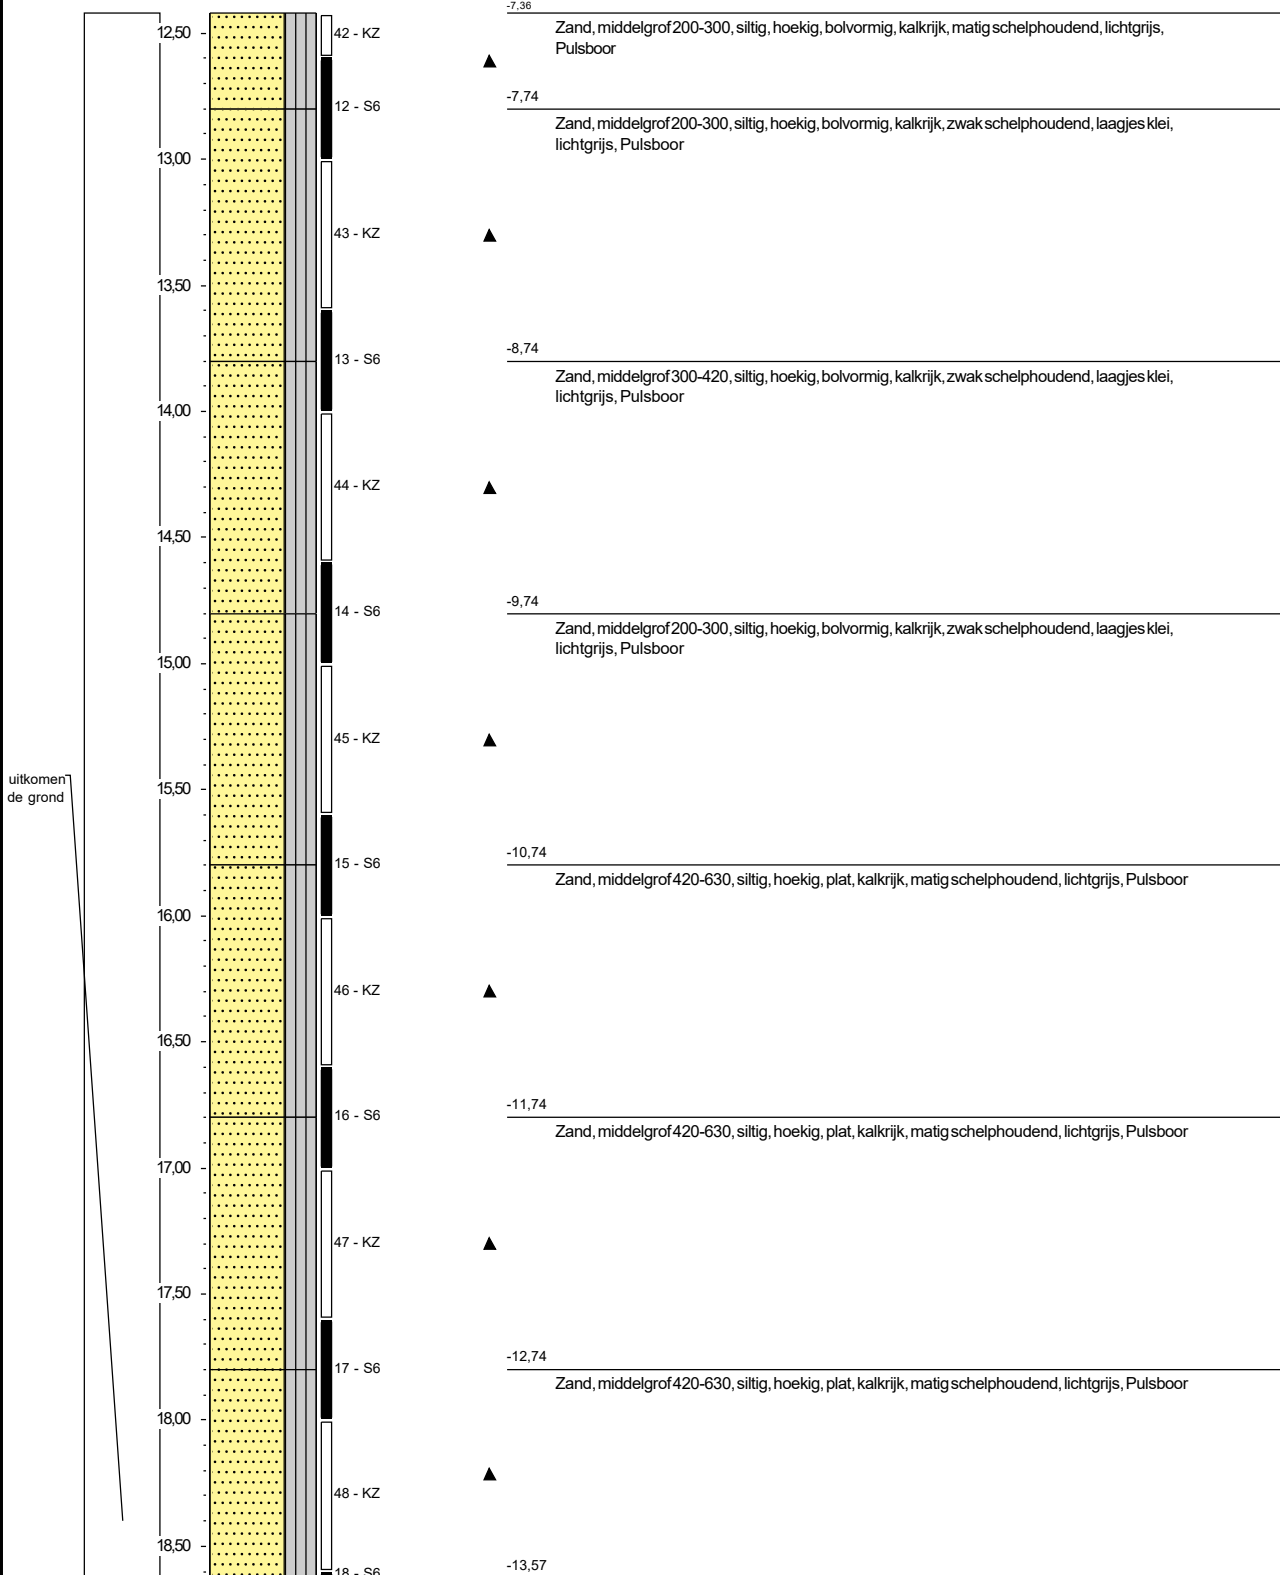 -7,36
12,50
42 - KZ
Zand, middelgrof 200-300, siltig, hoekig, bolvormig, kalkrijk, matig schelphoudend, lichtgrijs,
Pulsboor
-7,74
12 - S6
Zand, middelgrof 200-300, siltig, hoekig, bolvormig, kalkrijk, zwak schelphoudend, laagjes klei,
lichtgrijs, Pulsboor
13,00
43 - KZ
13,50
-8,74
13 - S6
Zand, middelgrof 300-420, siltig, hoekig, bolvormig, kalkrijk, zwak schelphoudend, laagjes klei,
lichtgrijs, Pulsboor
14,00
44 - KZ
14,50
-9,74
14 - S6
Zand, middelgrof 200-300, siltig, hoekig, bolvormig, kalkrijk, zwak schelphoudend, laagjes klei,
lichtgrijs, Pulsboor
15,00
45 - KZ
uitkomen
de grond
15,50
-10,74
15 - S6
Zand, middelgrof 420-630, siltig, hoekig, plat, kalkrijk, matig schelphoudend, lichtgrijs, Pulsboor
16,00
46 - KZ
16,50
-11,74
16 - S6
Zand, middelgrof 420-630, siltig, hoekig, plat, kalkrijk, matig schelphoudend, lichtgrijs, Pulsboor
17,00
47 - KZ
17,50
-12,74
17 - S6
Zand, middelgrof 420-630, siltig, hoekig, plat, kalkrijk, matig schelphoudend, lichtgrijs, Pulsboor
18,00
48 - KZ
18,50
-13,57
18 - S6